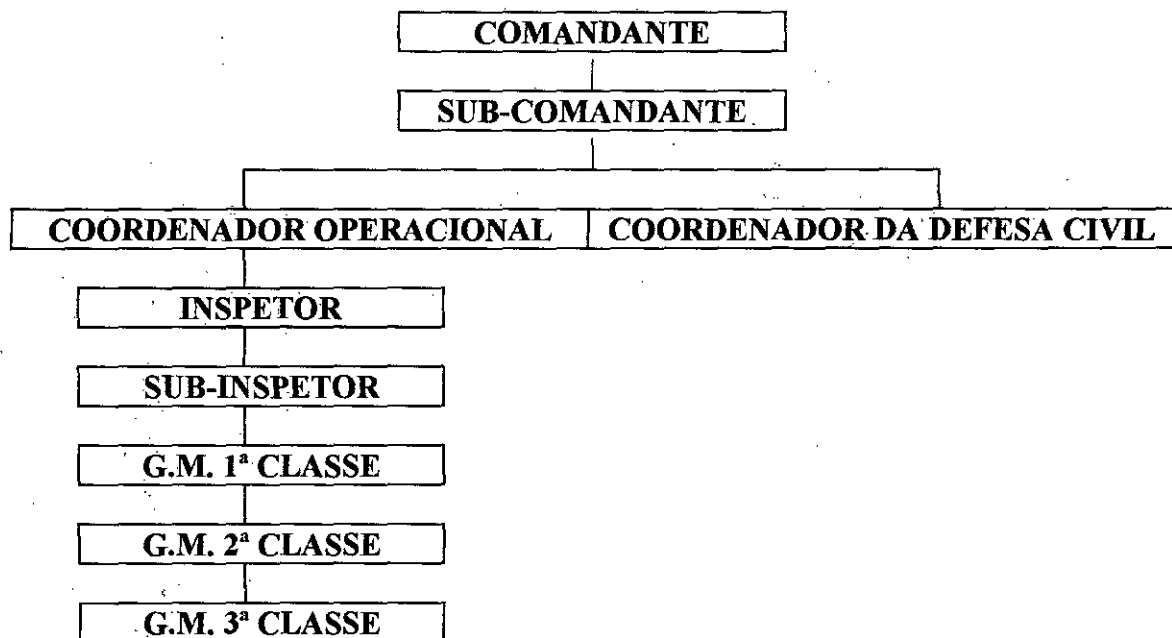 COMANDANTE
SUB-COMANDANTE
COORDENADOR OPERACIONAL
COORDENADOR DA DEFESA CIVIL
INSPETOR
SUB-INSPETOR
G.M. 1ª CLASSE
G.M. 2ª CLASSE
G.M. 3ª CLASSE